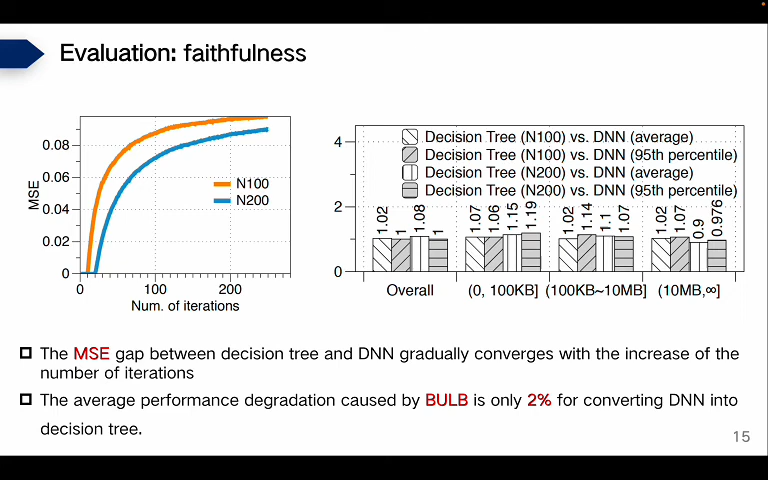 Evaluation: faithfulness
MSE
0.08
0.06
0.04
0.02
0
0 100 200
Num. of iterations
N100
N200
4
2
0
Decision Tree (N100) vs. DNN (average)
Decision Tree (N100) vs. DNN (95th percentile)
Decision Tree (N200) vs. DNN (average)
Decision Tree (N200) vs. DNN (95th percentile)
1.02 1 1.08 1
1.07 1.06 1.15 1.19
1.02 1.14 1.1 1.07
1.02 1.07 0.9 0.976
Overall (0, 100KB] (100KB~10MB] (10MB,∞]
The MSE gap between decision tree and DNN gradually converges with the increase of the
number of iterations
The average performance degradation caused by BULB is only 2% for converting DNN into
decision tree.
15